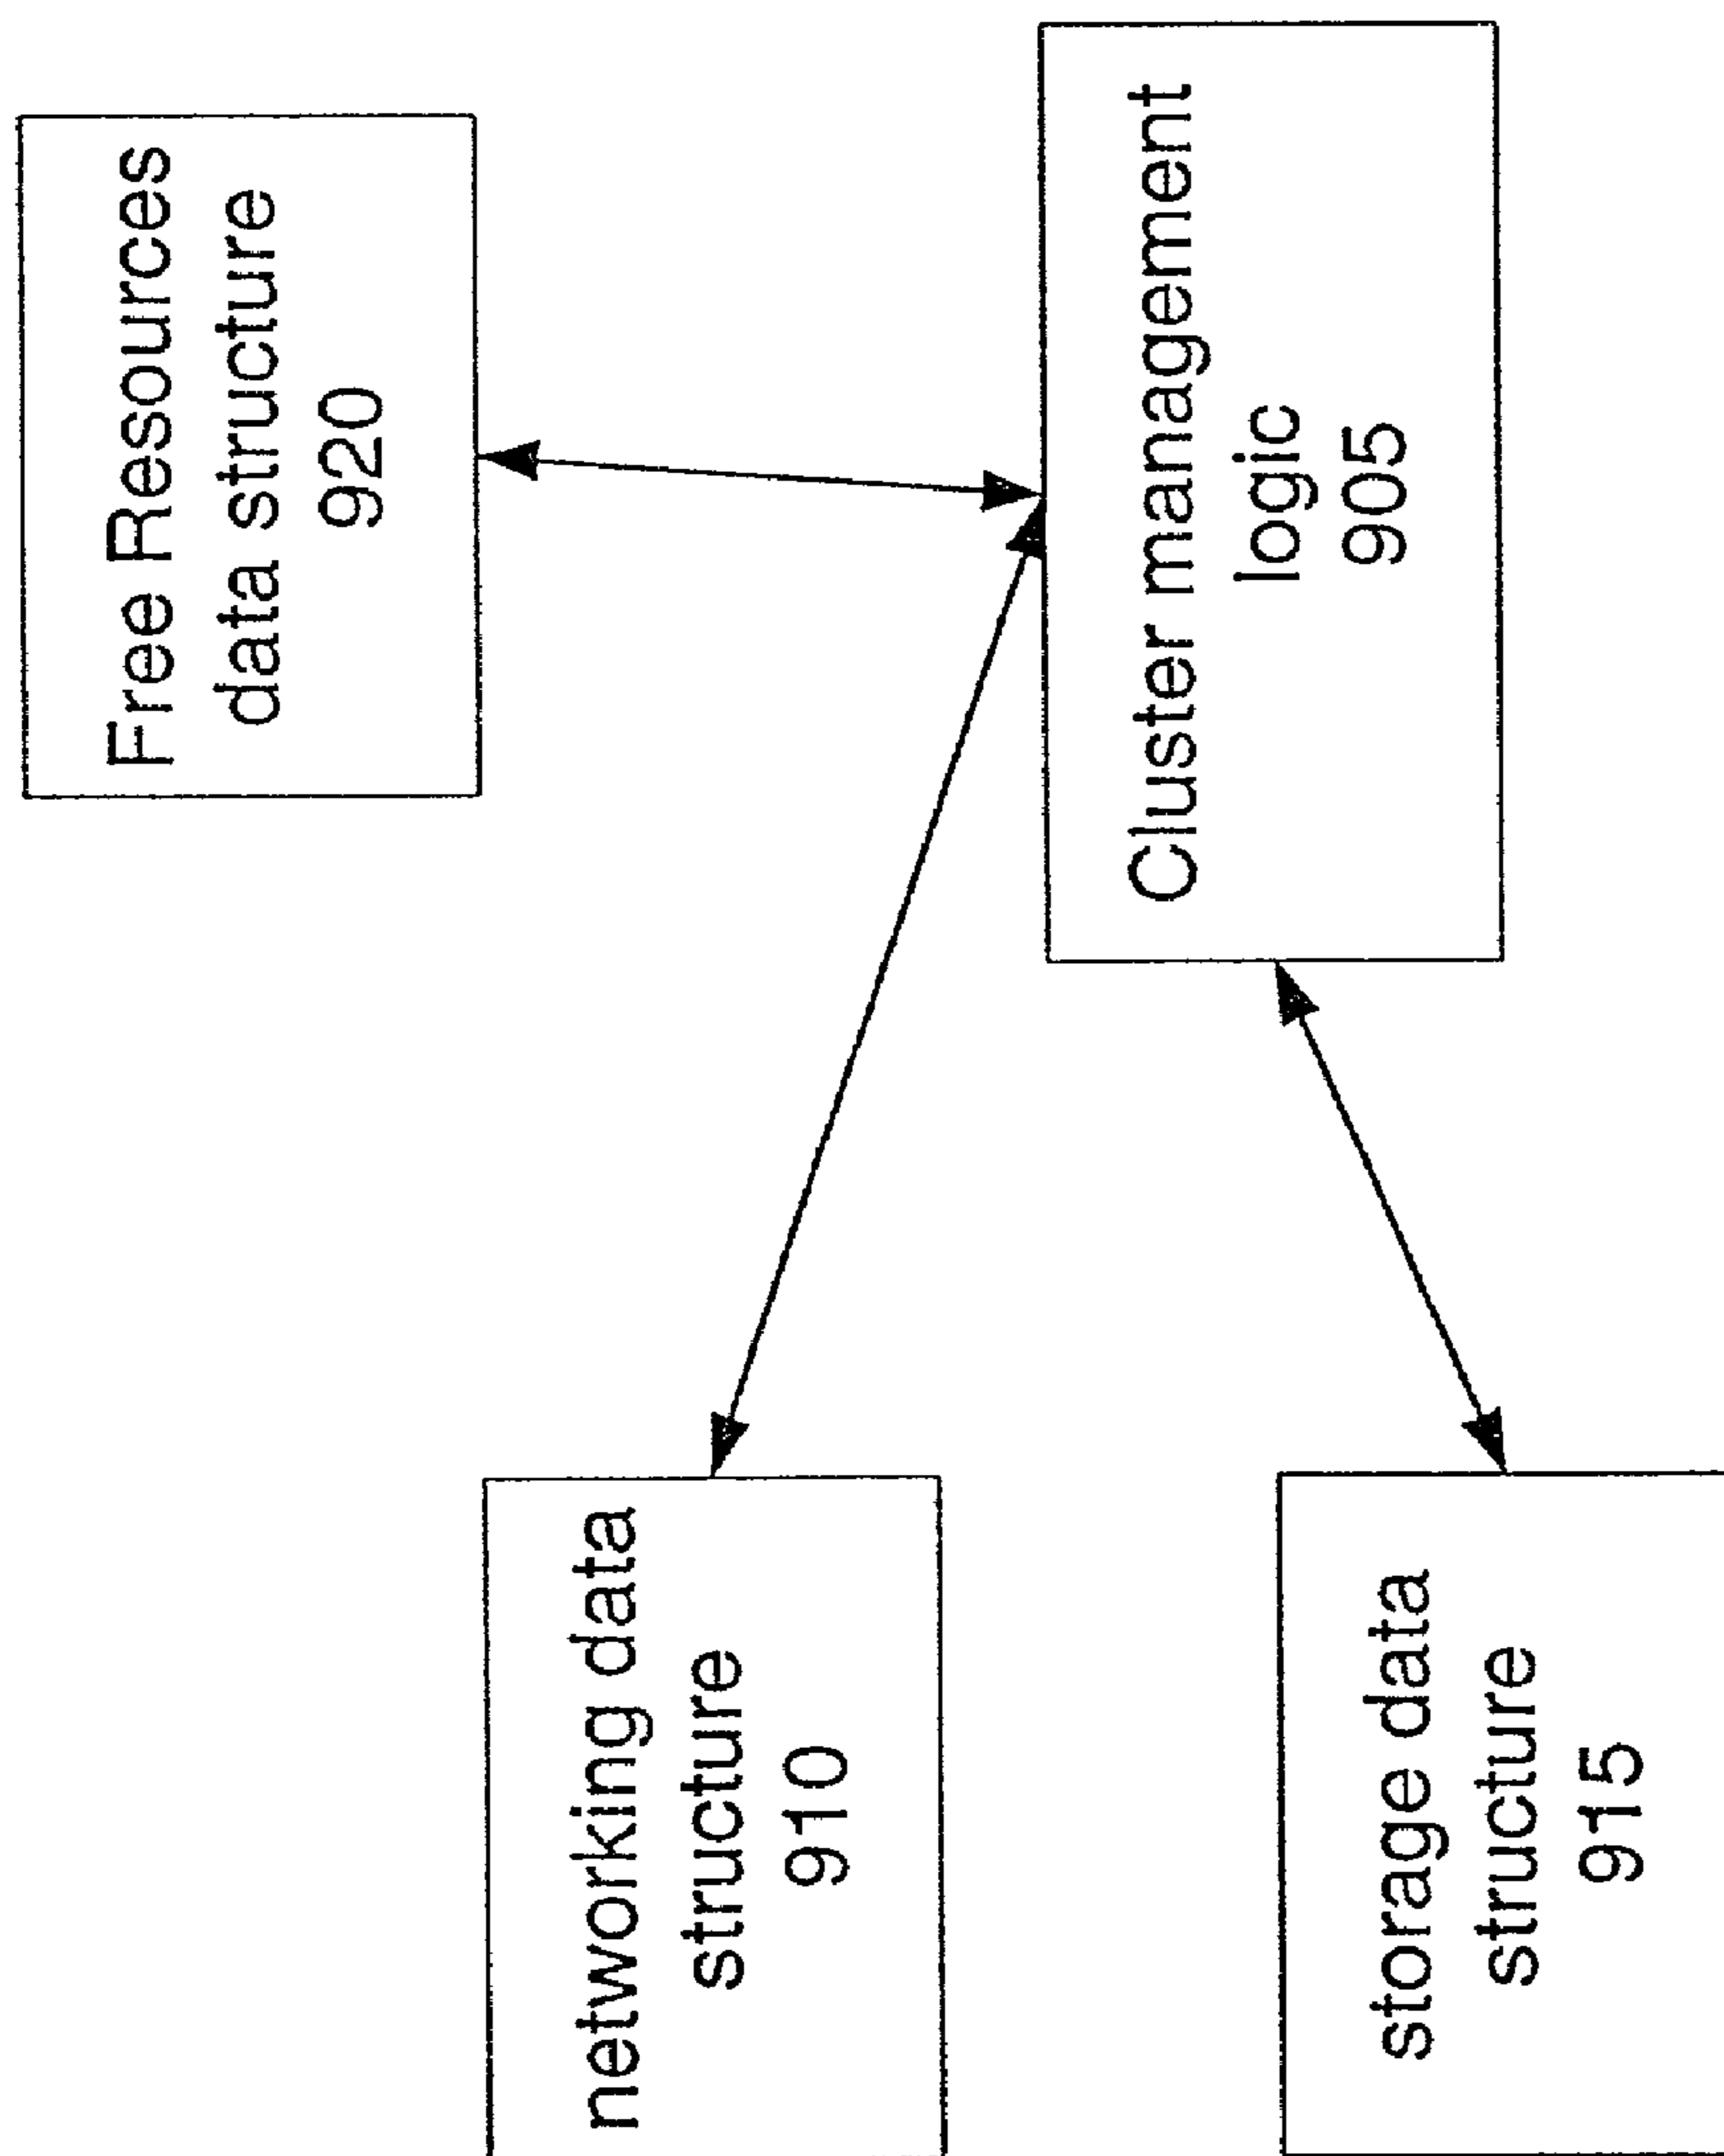 Free Resources
data structure
920
networking data
structure
910
Cluster management
logic
905
storage data
structure
915